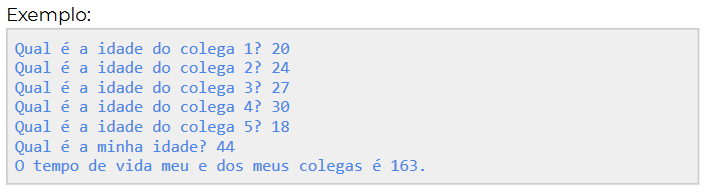 Exemplo:
Qual é a idade do colega 1? 20
Qual é a idade do colega 2? 24
Qual é a idade do colega 3? 27
Qual é a idade do colega 4? 30
Qual é a idade do colega 5? 18
Qual é a minha idade? 44
O tempo de vida meu e dos meus colegas é 163.